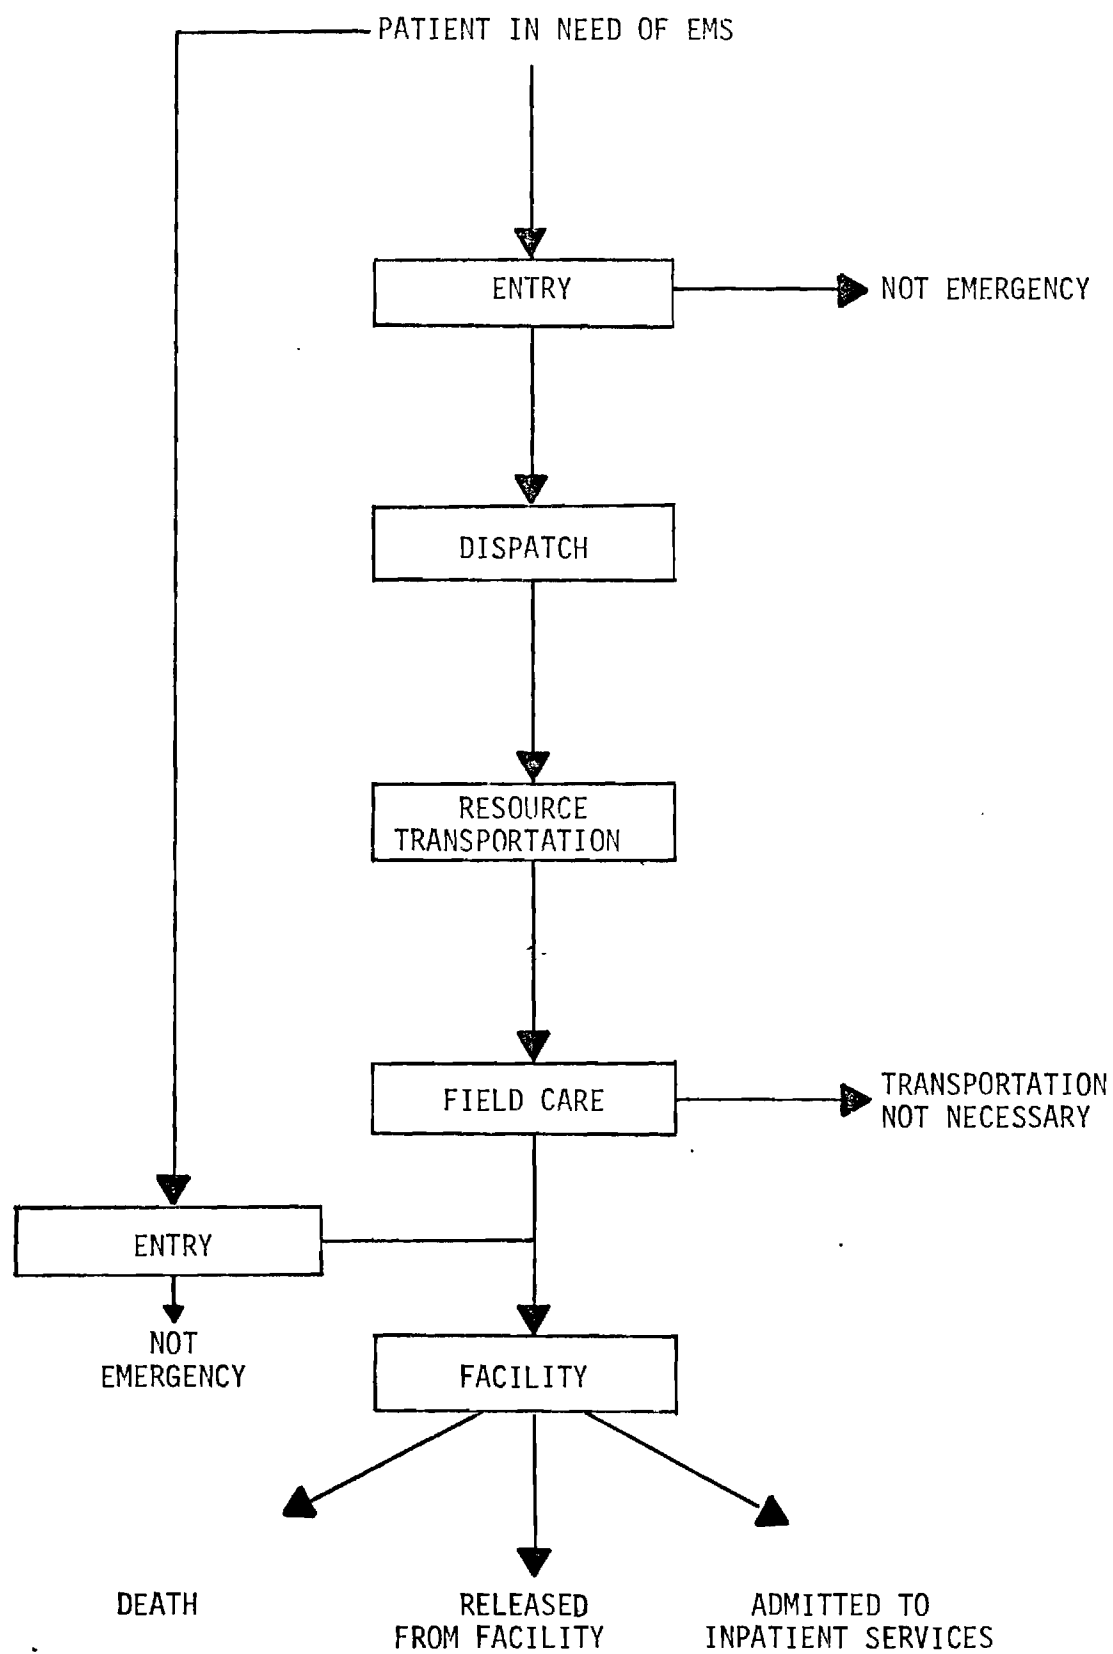 PATIENT IN NEED OF EMS
ENTRY
NOT EMERGENCY
DISPATCH
RESOURCE
TRANSPORTATION
FIELD CARE
TRANSPORTATION
NOT NECESSARY
ENTRY
NOT
EMERGENCY
FACILITY
DEATH
RELEASED
FROM FACILITY
ADMITTED TO
INPATIENT SERVICES